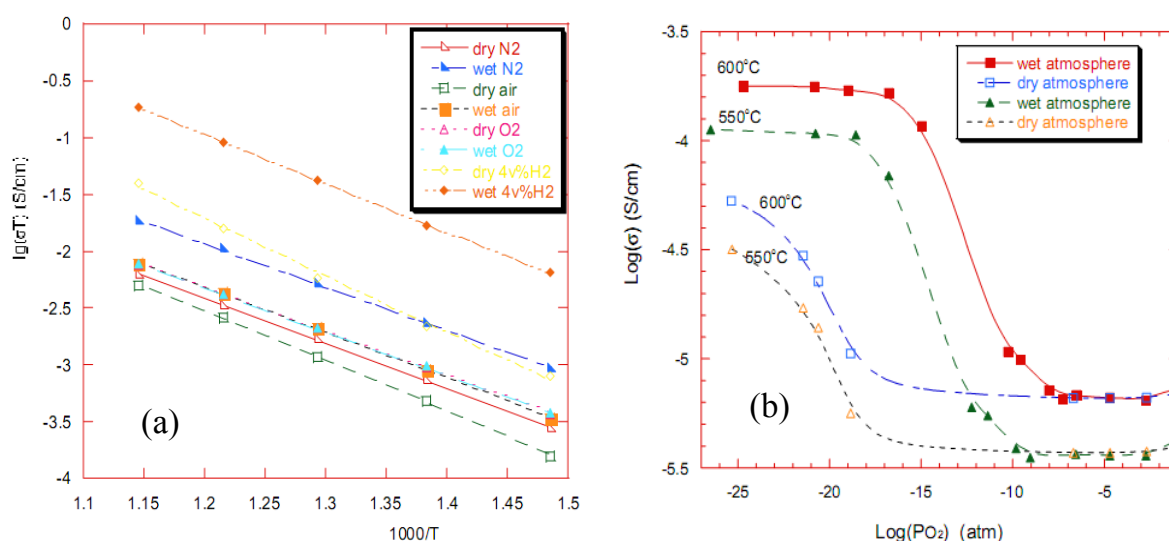 0
-0.5
-1
-1.5
-2
-2.5
-3
-3.5
-4
lg(σT) (S/cm)
1.1 1.15 1.2 1.25 1.3 1.35 1.4 1.45 1.5
1000/T
dry N2
wet N2
dry air
wet air
dry O2
wet O2
dry 4v%H2
wet 4v%H2
(a)
-3.5
-4
-4.5
-5
-5.5
Log(σ) (S/cm)
-25 -20 -15 -10 -5
Log(PO₂) (atm)
wet atmosphere
dry atmosphere
wet atmosphere
dry atmosphere
600°C
550°C
600°C
550°C
(b)